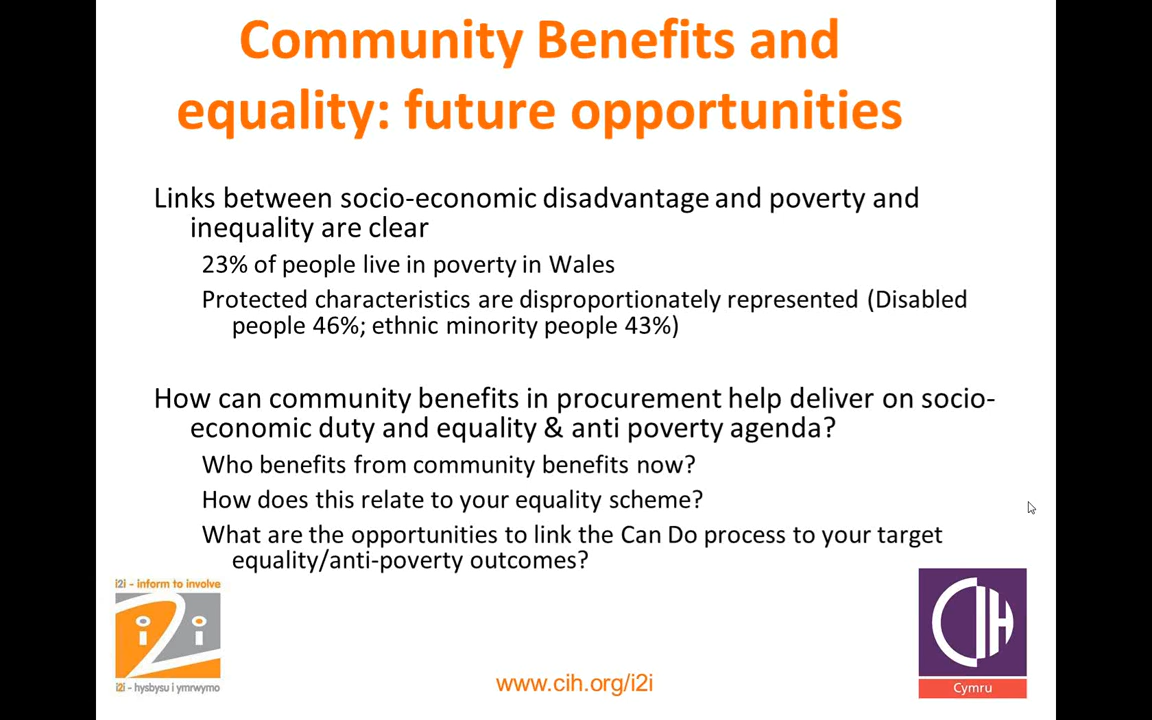 Community Benefits and
equality: future opportunities
Links between socio-economic disadvantage and poverty and
inequality are clear
23% of people live in poverty in Wales
Protected characteristics are disproportionately represented (Disabled
people 46%; ethnic minority people 43%)
How can community benefits in procurement help deliver on socio-
economic duty and equality & anti poverty agenda?
Who benefits from community benefits now?
How does this relate to your equality scheme?
What are the opportunities to link the Can Do process to your target
equality/anti-poverty outcomes?
i2i - inform to involve
i2i
i2i - hysbysu i ymrwymo
www.cih.org/i2i
CIH
Cymru